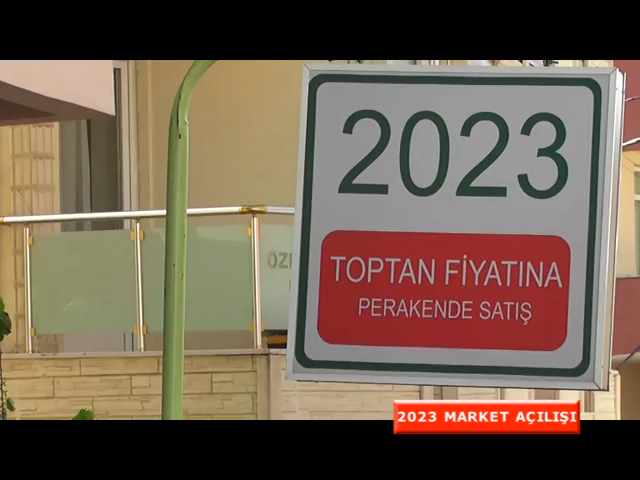 2023
TOPTAN FİYATINA
PERAKENDE SATIŞ
2023 MARKET AÇILIŞI